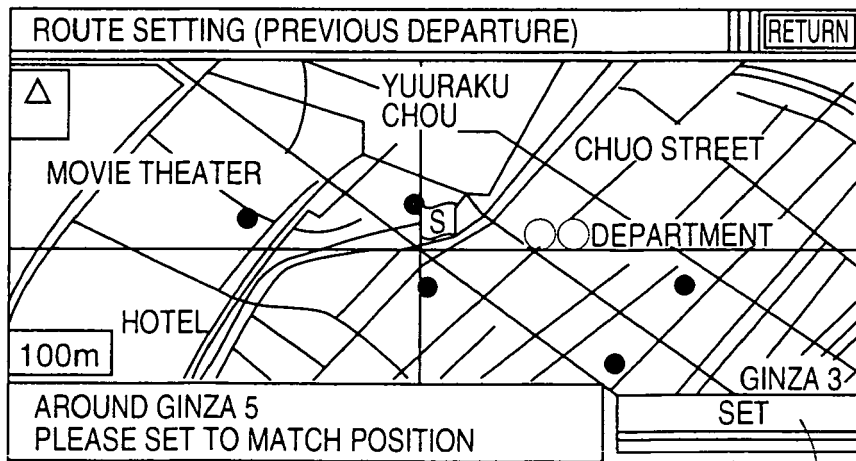 ROUTE SETTING (PREVIOUS DEPARTURE)
RETURN
YUURAKU
CHOU
CHUO STREET
MOVIE THEATER
S
DEPARTMENT
HOTEL
100m
GINZA 3
AROUND GINZA 5
PLEASE SET TO MATCH POSITION
SET